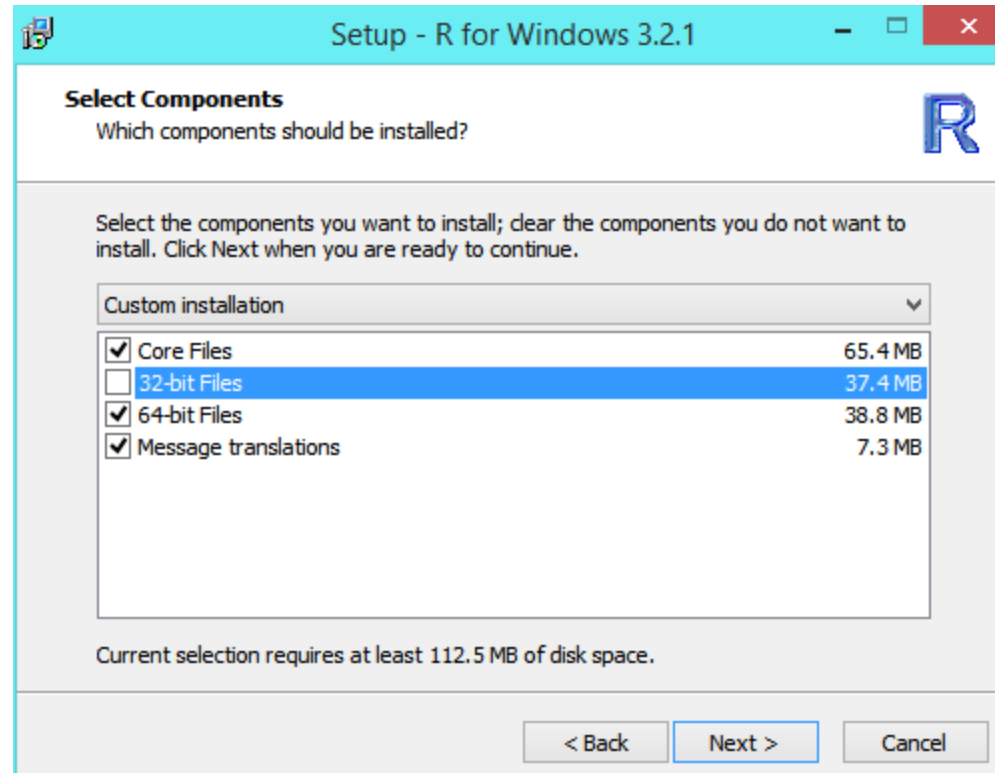 Setup - R for Windows 3.2.1
Select Components
Which components should be installed?
R
Select the components you want to install; clear the components you do not want to
install. Click Next when you are ready to continue.
Custom installation
Core Files 65.4 MB
32-bit Files 37.4 MB
64-bit Files 38.8 MB
Message translations 7.3 MB
Current selection requires at least 112.5 MB of disk space.
< Back Next > Cancel